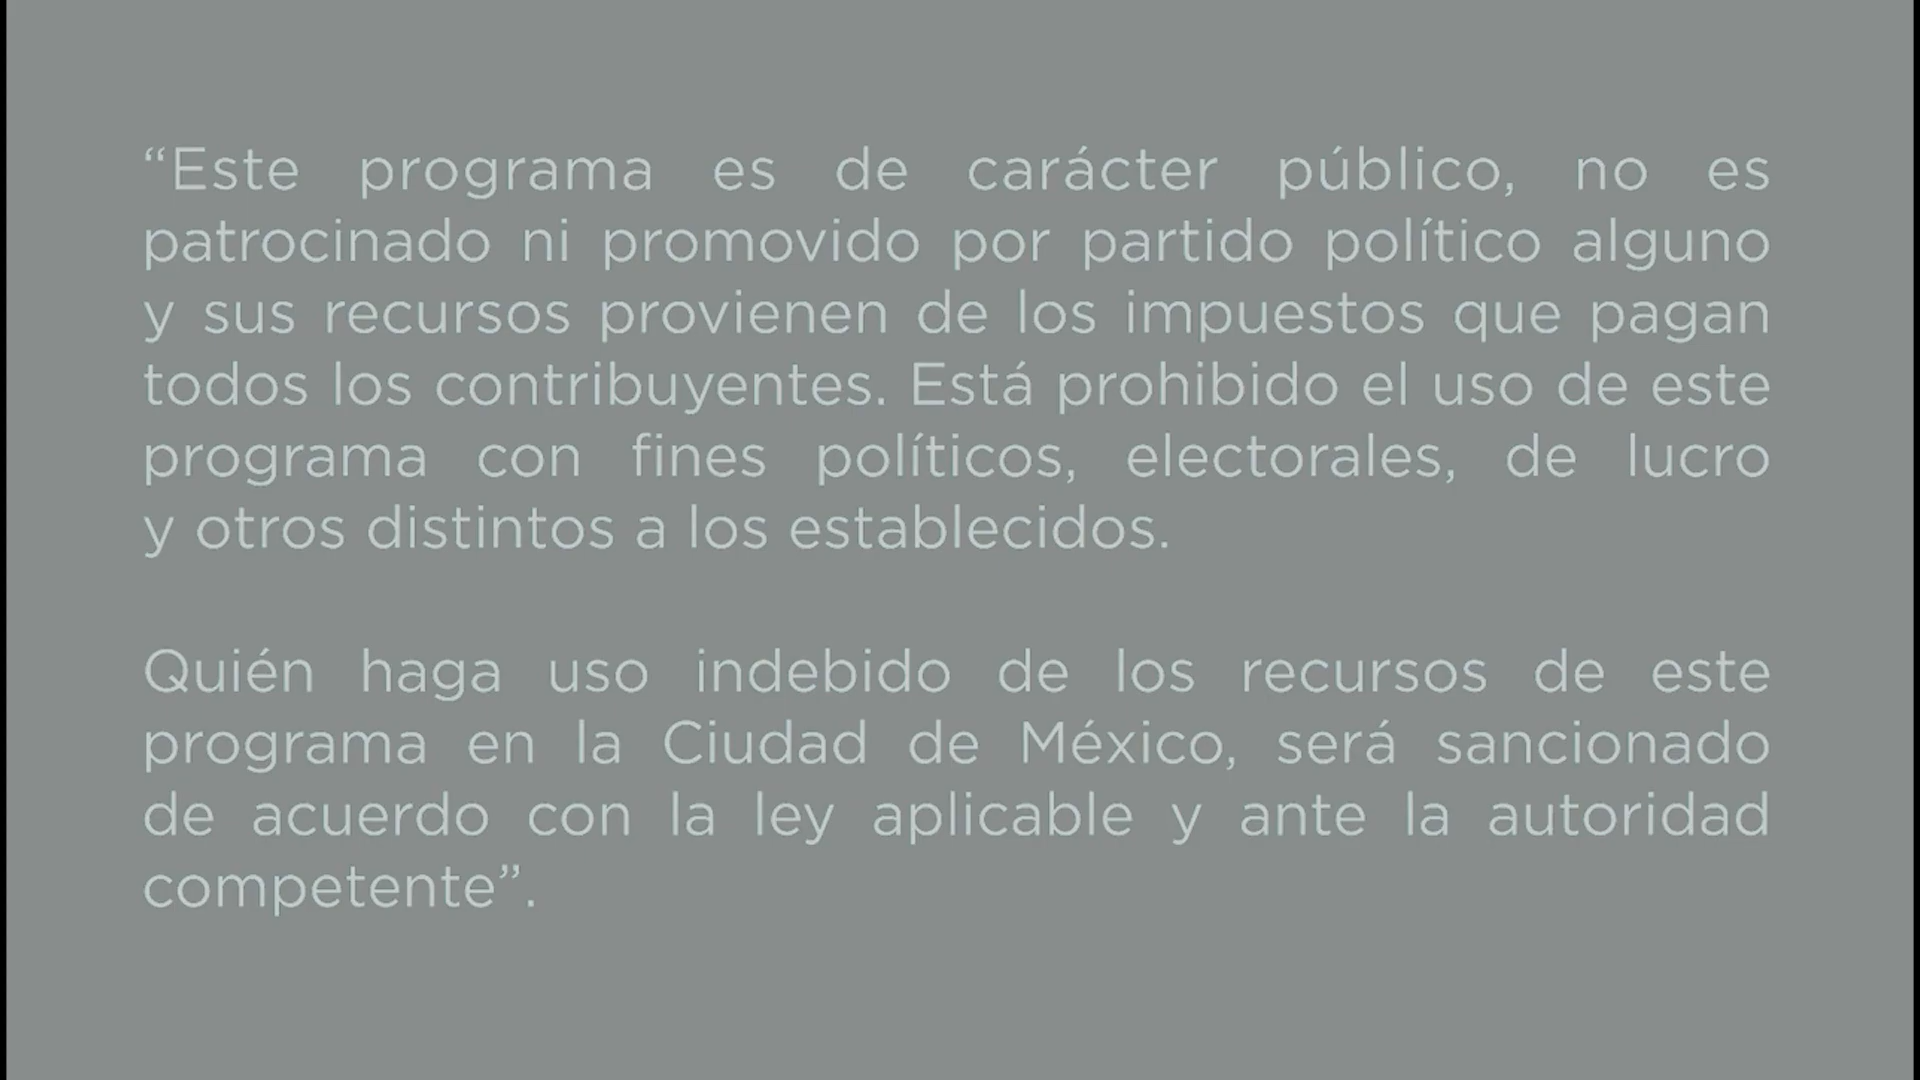 “Este programa es de carácter público, no es
patrocinado ni promovido por partido político alguno
y sus recursos provienen de los impuestos que pagan
todos los contribuyentes. Está prohibido el uso de este
programa con fines políticos, electorales, de lucro
y otros distintos a los establecidos.
Quién haga uso indebido de los recursos de este
programa en la Ciudad de México, será sancionado
de acuerdo con la ley aplicable y ante la autoridad
competente”.